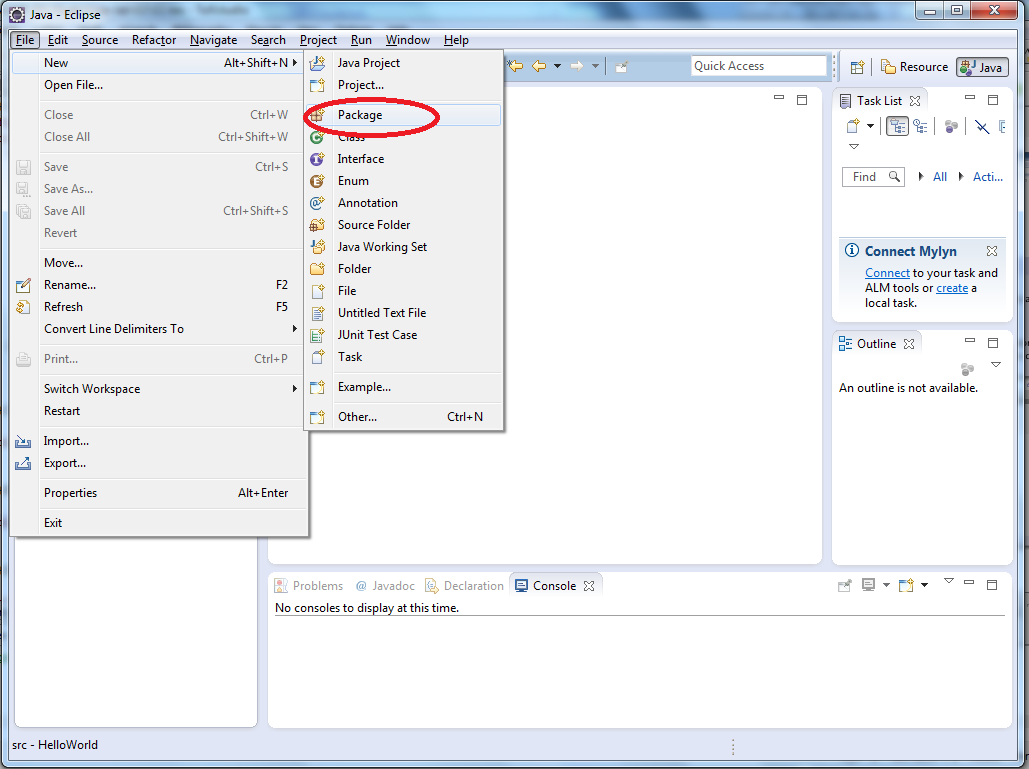 Java - Eclipse
File Edit Source Refactor Navigate Search Project Run Window Help
New Alt+Shift+N
Open File...
Close Ctrl+W
Close All Ctrl+Shift+W
Save Ctrl+S
Save As...
Save All Ctrl+Shift+S
Revert
Move...
Rename... F2
Refresh F5
Convert Line Delimiters To
Print... Ctrl+P
Switch Workspace
Restart
Import...
Export...
Properties Alt+Enter
Exit
Java Project
Project...
Package
Class
Interface
Enum
Annotation
Source Folder
Java Working Set
Folder
File
Untitled Text File
JUnit Test Case
Task
Example...
Other... Ctrl+N
Quick Access
Resource Java
Task List
Find All Acti...
Connect Mylyn
Connect to your task and
ALM tools or create a
local task.
Outline
An outline is not available.
Problems @ Javadoc Declaration Console
No consoles to display at this time.
src - HelloWorld